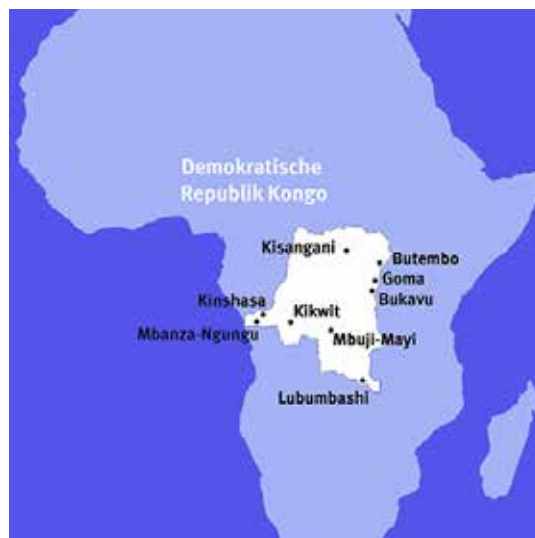 Demokratische
Republik Kongo
Kisangani
Butembo
Goma
Bukavu
Kinshasa
Kikwit
Mbanza-Ngungu
Mbuji-Mayi
Lubumbashi